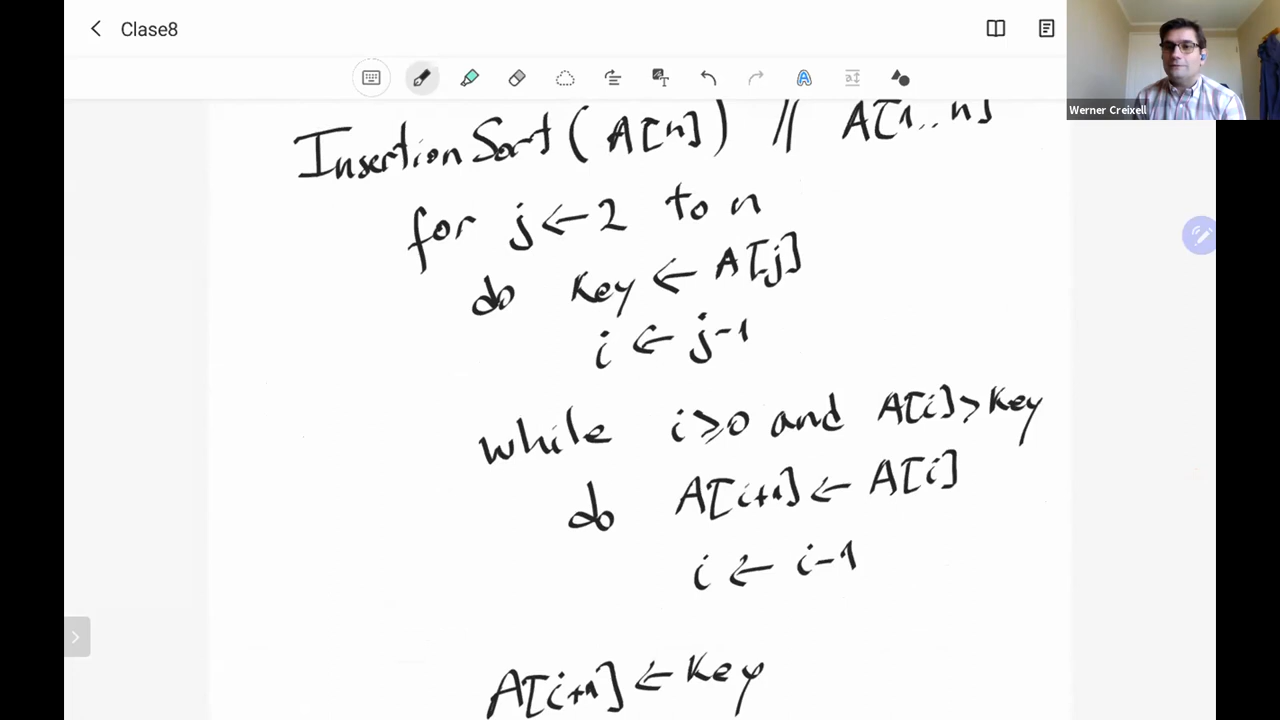 Clase8
Werner Creixell
InsertionSort(A[n]) // A[1..n]
for j ← 2 to n
do key ← A[j]
i ← j-1
while i ≥ 0 and A[i] > key
do A[i+1] ← A[i]
i ← i-1
A[i+1] ← key